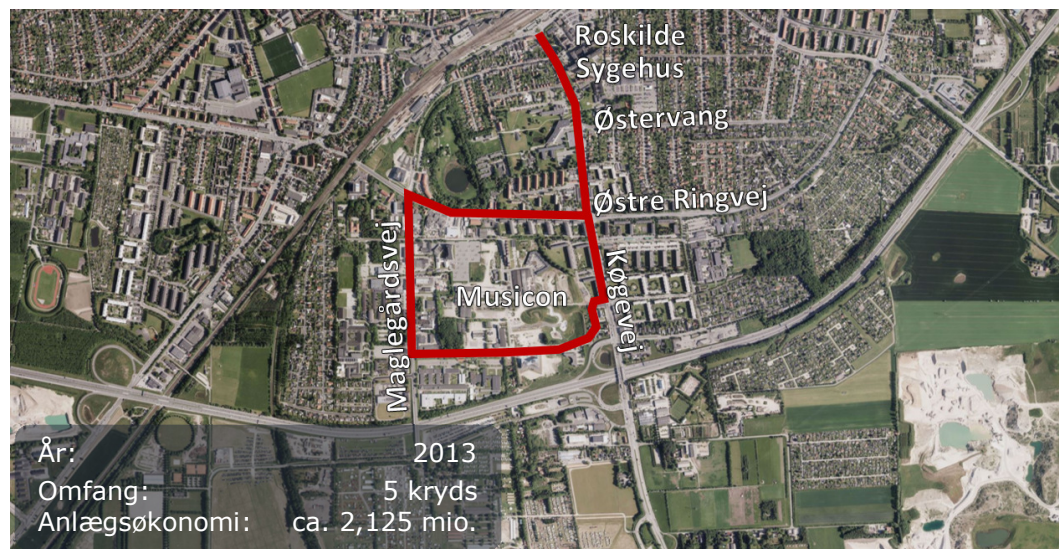 Roskilde
Sygehus
Østervang
Østre Ringvej
Maglegårdsvej
Musicon
Køgevej
År: 2013
Omfang: 5 kryds
Anlægsøkonomi: ca. 2,125 mio.